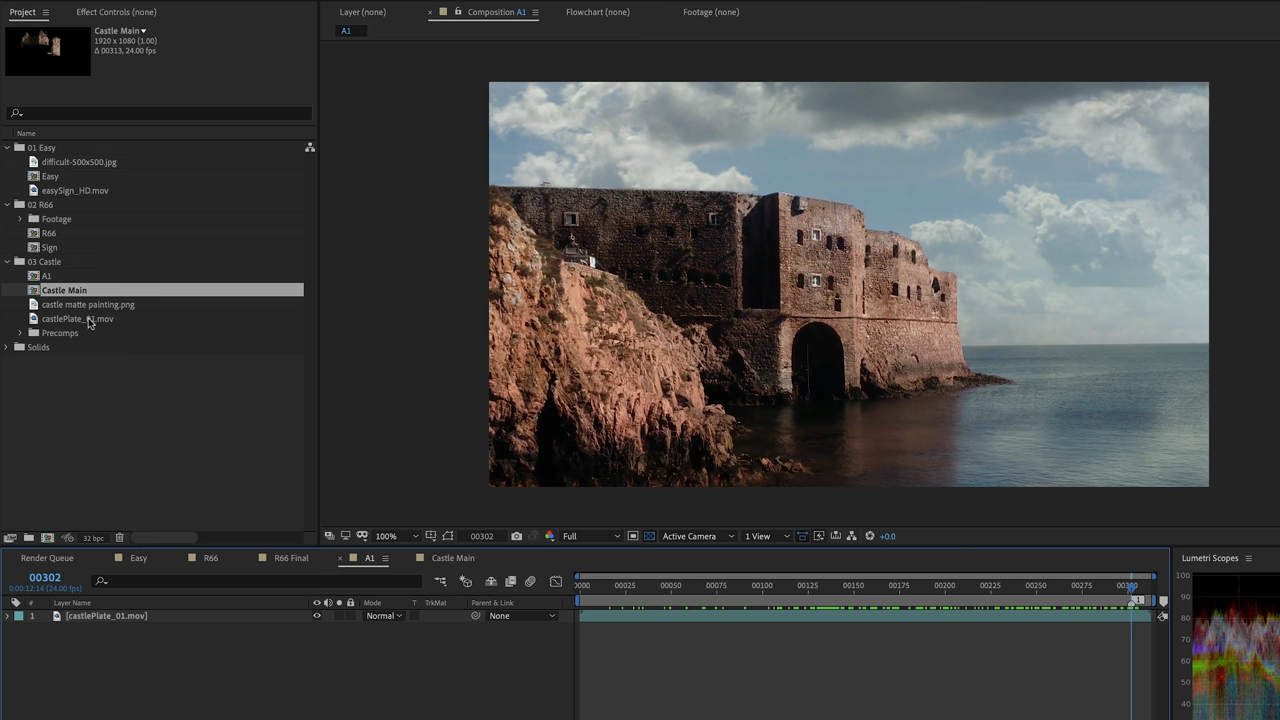 Project
Effect Controls (none)
Castle Main
1920 x 1080 (1.00)
Δ 00313, 24.00 fps
Name
01 Easy
difficult-500x500.jpg
Easy
easySign_HD.mov
02 R66
Footage
R66
Sign
03 Castle
A1
Castle Main
castle matte painting.png
castlePlate_01.mov
Precomps
Solids
32 bpc
Layer (none)
Composition A1
Flowchart (none)
Footage (none)
A1
100%
00302
Full
Active Camera
1 View
+0.0
Render Queue
Easy
R66
R66 Final
A1
Castle Main
00302
0:00:12:14 (24.00 fps)
0000 00025 00050 00075 00100 00125 00150 00175 00200 00225 00250 00275
# Layer Name Mode T TrkMat Parent & Link
1
1 [castlePlate_01.mov] Normal None
Lumetri Scopes
100
90
80
70
60
50
40